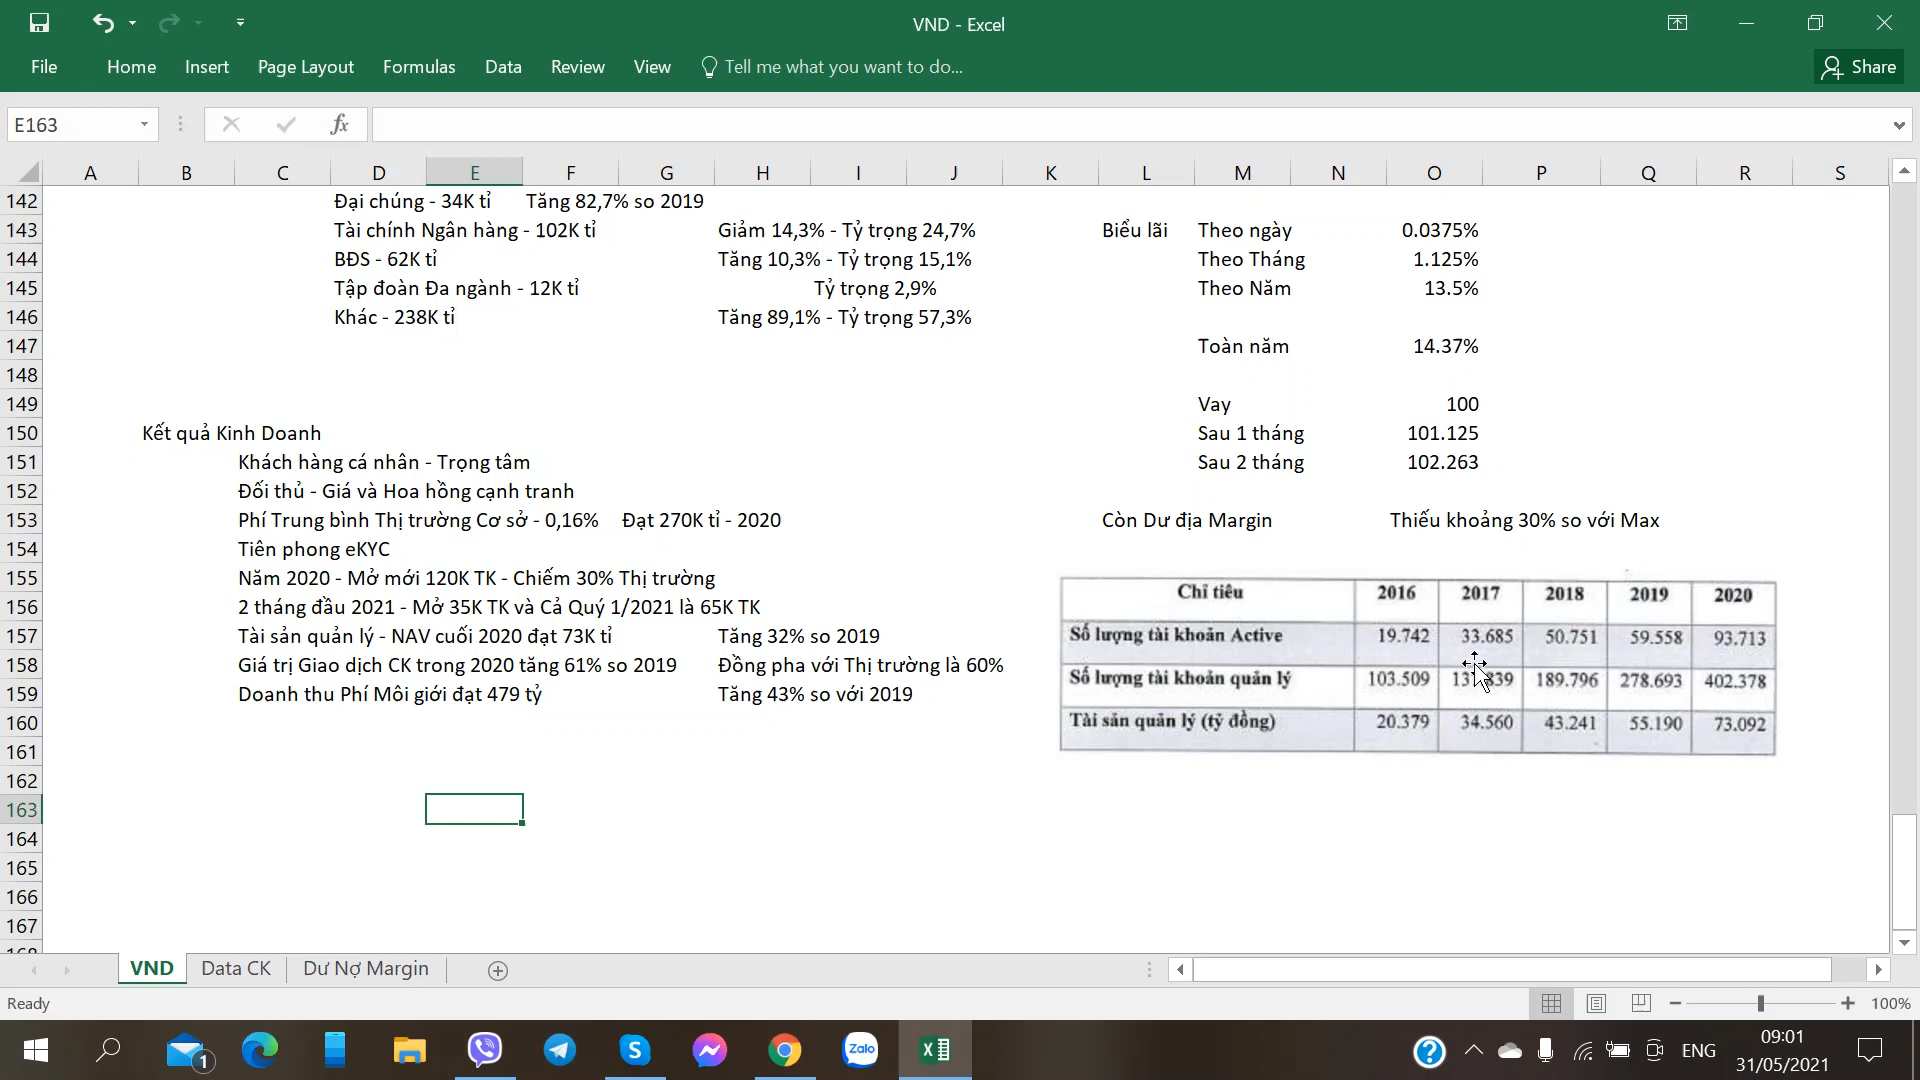 VND - Excel
File Home Insert Page Layout Formulas Data Review View Tell me what you want to do... Share
E163 fx
A B C D E F G H I J K L M N O P Q R S
142 Đại chúng - 34K tỉ Tăng 82,7% so 2019
143 Tài chính Ngân hàng - 102K tỉ Giảm 14,3% - Tỷ trọng 24,7% Biểu lãi Theo ngày 0.0375%
144 BĐS - 62K tỉ Tăng 10,3% - Tỷ trọng 15,1% Theo Tháng 1.125%
145 Tập đoàn Đa ngành - 12K tỉ Tỷ trọng 2,9% Theo Năm 13.5%
146 Khác - 238K tỉ Tăng 89,1% - Tỷ trọng 57,3%
147 Toàn năm 14.37%
148
149 Vay 100
150 Kết quả Kinh Doanh Sau 1 tháng 101.125
151 Khách hàng cá nhân - Trọng tâm Sau 2 tháng 102.263
152 Đối thủ - Giá và Hoa hồng cạnh tranh
153 Phí Trung bình Thị trường Cơ sở - 0,16% Đạt 270K tỉ - 2020 Còn Dư địa Margin Thiếu khoảng 30% so với Max
154 Tiên phong eKYC
155 Năm 2020 - Mở mới 120K TK - Chiếm 30% Thị trường
Chỉ tiêu 2016 2017 2018 2019 2020
156 2 tháng đầu 2021 - Mở 35K TK và Cả Quý 1/2021 là 65K TK
157 Tài sản quản lý - NAV cuối 2020 đạt 73K tỉ Tăng 32% so 2019
Số lượng tài khoản Active 19.742 33.685 50.751 59.558 93.713
158 Giá trị Giao dịch CK trong 2020 tăng 61% so 2019 Đồng pha với Thị trường là 60%
Số lượng tài khoản quản lý 103.509 189.796 278.693 402.378
159 Doanh thu Phí Môi giới đạt 479 tỷ Tăng 43% so với 2019
160
Tài sản quản lý (tỷ đồng) 20.379 34.560 43.241 55.190 73.092
161
162
163
164
165
166
167
VND Data CK Dư Nợ Margin
Ready 100%
1 Zalo ENG 09:01
31/05/2021